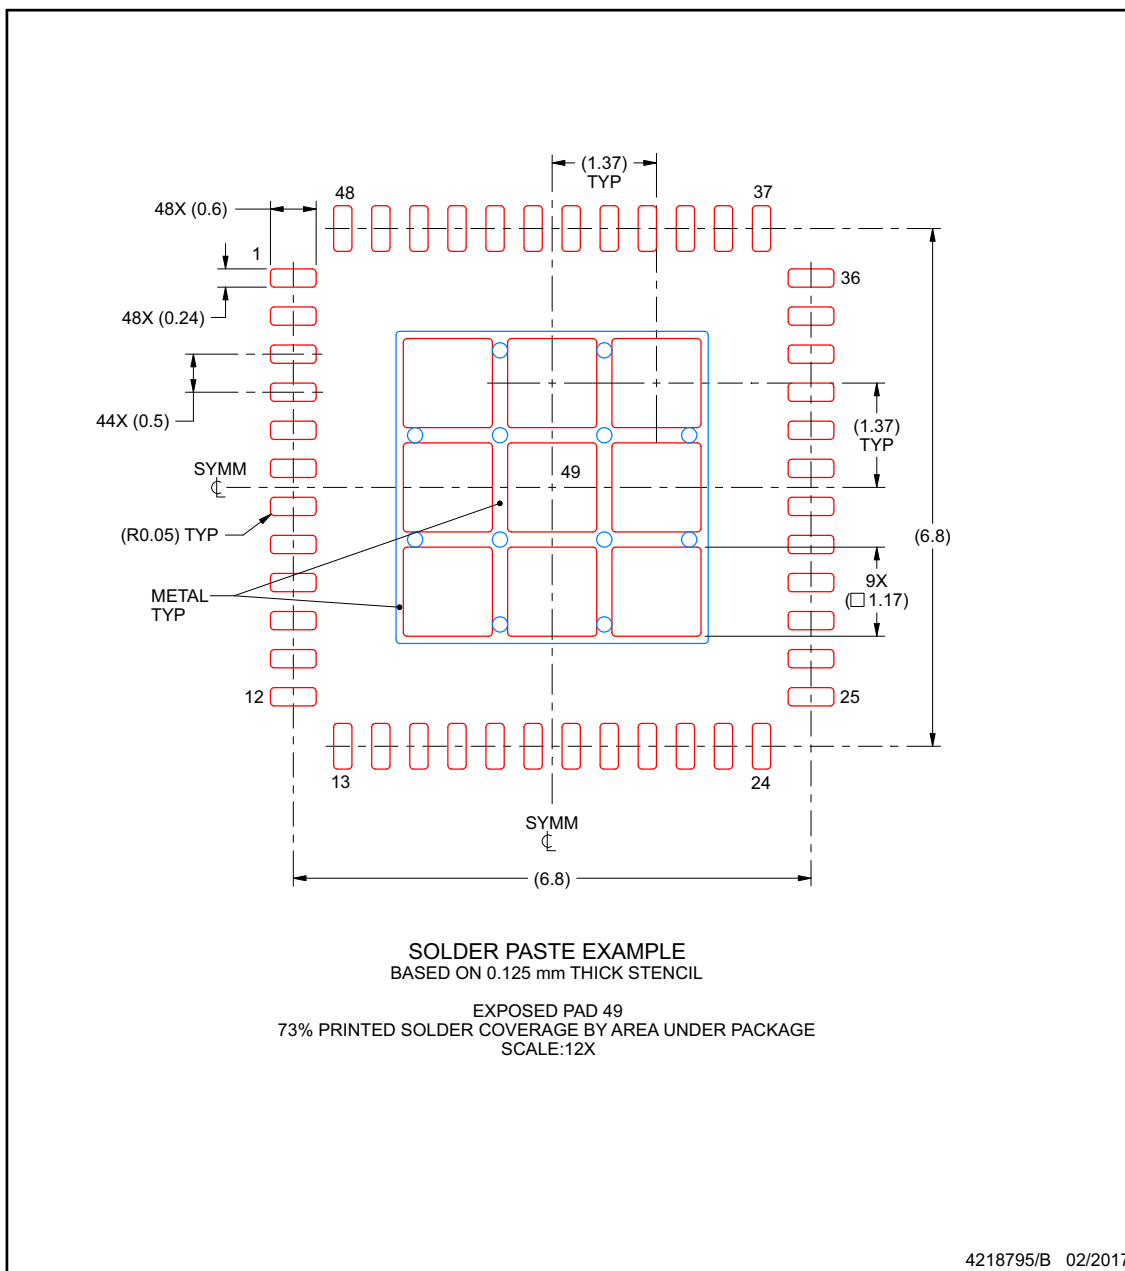 (1.37)
TYP
48
37
48X (0.6)
1
36
48X (0.24)
44X (0.5)
(1.37)
TYP
SYMM
℄
49
(R0.05) TYP
(6.8)
METAL
TYP
9X
(□1.17)
12
25
13
24
SYMM
℄
(6.8)
SOLDER PASTE EXAMPLE
BASED ON 0.125 mm THICK STENCIL
EXPOSED PAD 49
73% PRINTED SOLDER COVERAGE BY AREA UNDER PACKAGE
SCALE:12X
4218795/B 02/2017